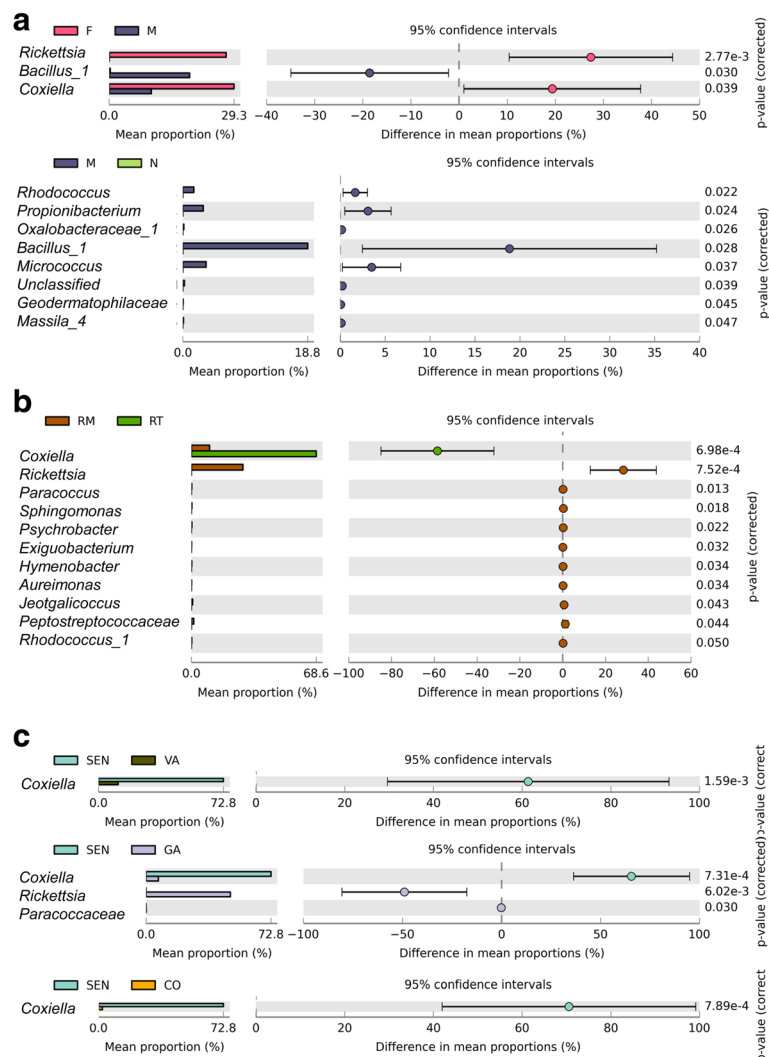 a
F M
95% confidence intervals
Rickettsia 2.77e-3
Bacillus_1 0.030
Coxiella 0.039
0.0 29.3 −40 −30 −20 −10 0 10 20 30 40 50
Mean proportion (%) Difference in mean proportions (%)
p-value (corrected)
M N
95% confidence intervals
Rhodococcus 0.022
Propionibacterium 0.024
Oxalobacteraceae_1 0.026
Bacillus_1 0.028
Micrococcus 0.037
Unclassified 0.039
Geodermatophilaceae 0.045
Massila_4 0.047
0.0 18.8 0 5 10 15 20 25 30 35 40
Mean proportion (%) Difference in mean proportions (%)
p-value (corrected)
b
RM RT
95% confidence intervals
Coxiella 6.98e-4
Rickettsia 7.52e-4
Paracoccus 0.013
Sphingomonas 0.018
Psychrobacter 0.022
Exiguobacterium 0.032
Hymenobacter 0.034
Aureimonas 0.034
Jeotgalicoccus 0.043
Peptostreptococcaceae 0.044
Rhodococcus_1 0.050
0.0 68.6 −100 −80 −60 −40 −20 0 20 40 60
Mean proportion (%) Difference in mean proportions (%)
p-value (corrected)
c
SEN VA
95% confidence intervals
Coxiella 1.59e-3
0.0 72.8 0 20 40 60 80 100
Mean proportion (%) Difference in mean proportions (%)
p-value (correct
SEN GA
95% confidence intervals
Coxiella 7.31e-4
Rickettsia 6.02e-3
Paracoccaceae 0.030
0.0 72.8 −100 −50 0 50 100
Mean proportion (%) Difference in mean proportions (%)
p-value (corrected)
SEN CO
95% confidence intervals
Coxiella 7.89e-4
0.0 72.8 0 20 40 60 80 100
Mean proportion (%) Difference in mean proportions (%)
p-value (correct